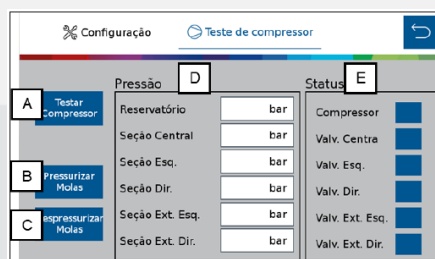 Configuração
Teste de compressor
Pressão D
Status E
A
Testar
Compressor
B
Pressurizar
Molas
C
espressurizar
Molas
Reservatório bar
Seção Central bar
Seção Esq. bar
Seção Dir. bar
Seção Ext. Esq. bar
Seção Ext. Dir. bar
Compressor
Valv. Centra
Valv. Esq.
Valv. Dir.
Valv. Ext. Esq.
Valv. Ext. Dir.